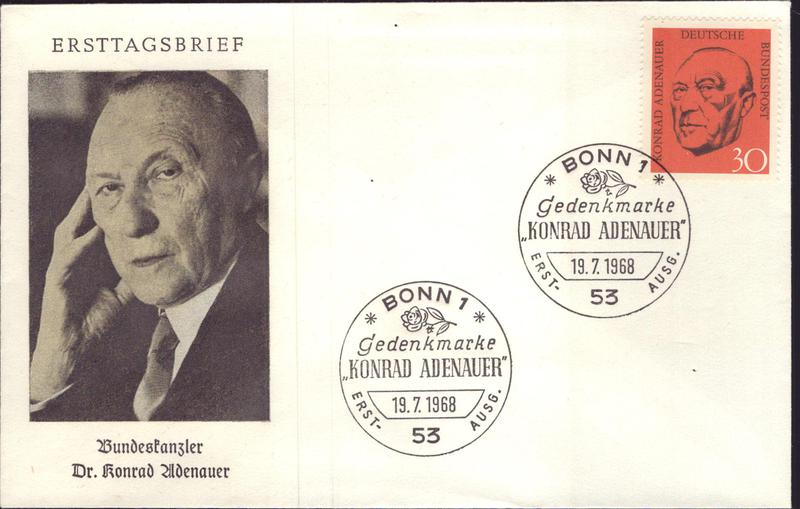 ERSTTAGSBRIEF
Bundeskanzler
Dr. Konrad Adenauer
KONRAD ADENAUER
DEUTSCHE
BUNDESPOST
30
BONN 1
Gedenkmarke
„KONRAD ADENAUER"
19.7.1968
ERST-
AUSG.
53
BONN 1
Gedenkmarke
„KONRAD ADENAUER"
19.7.1968
ERST-
AUSG.
53